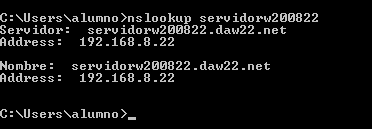 C:\Users\alumno>nslookup servidorw200822
Servidor:  servidorw200822.daw22.net
Address:  192.168.8.22
Nombre:  servidorw200822.daw22.net
Address:  192.168.8.22
C:\Users\alumno>_